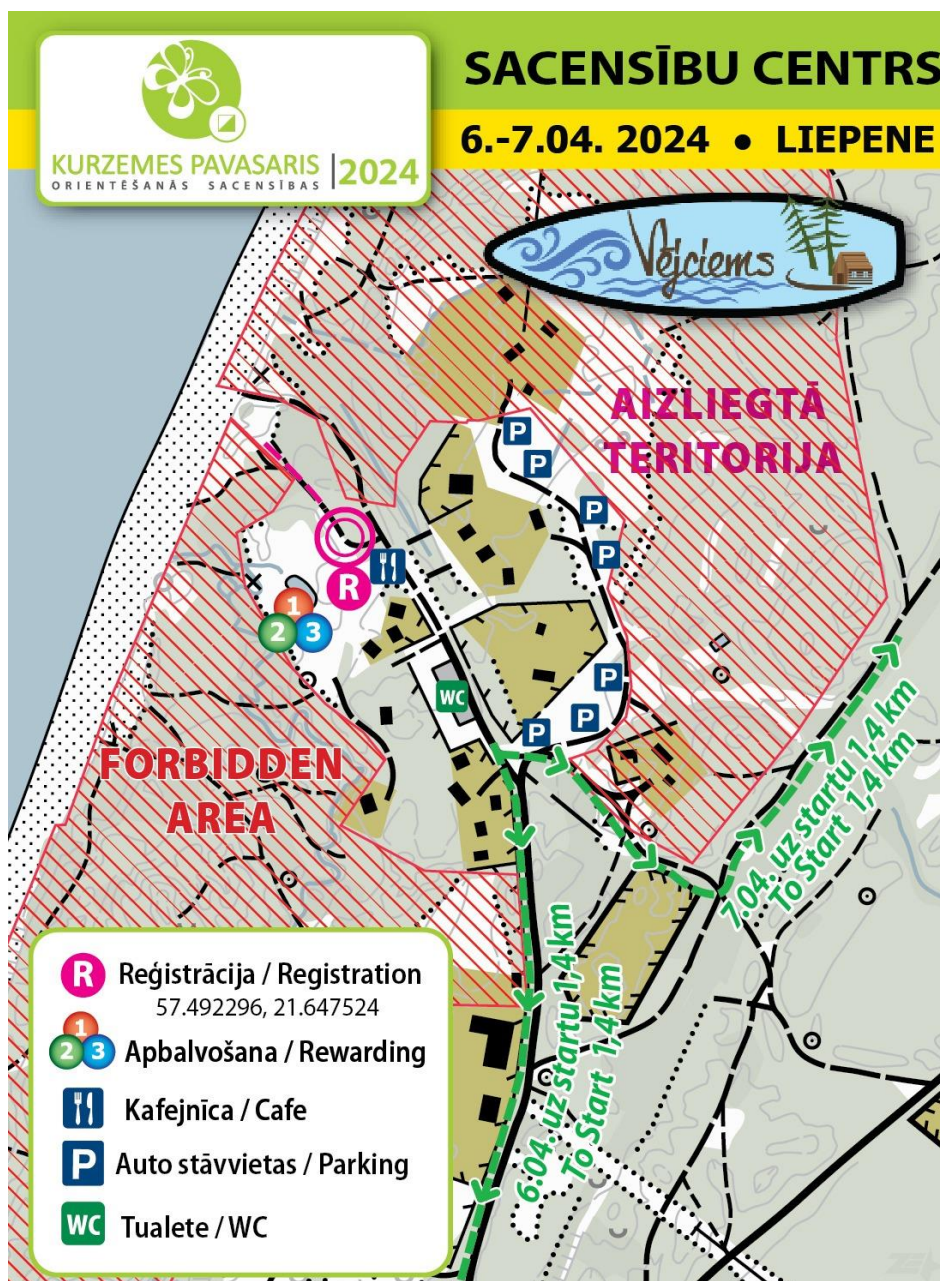 SACENSĪBU CENTRS
KURZEMES PAVASARIS 2024
ORIENTĒŠANĀS SACENSĪBAS
6.-7.04. 2024 • LIEPENE
Vējciems
AIZLIEGTĀ
TERITORIJA
P
P
P
P
R
1
2 3
P
WC
P
P
FORBIDDEN
AREA
7.04. uz startu 1,4 km
To Start 1,4 km
6.04. uz startu 1,4 km
To Start 1,4 km
R Reģistrācija / Registration
57.492296, 21.647524
1
2 3 Apbalvošana / Rewarding
Kafejnīca / Cafe
P Auto stāvvietas / Parking
WC Tualete / WC